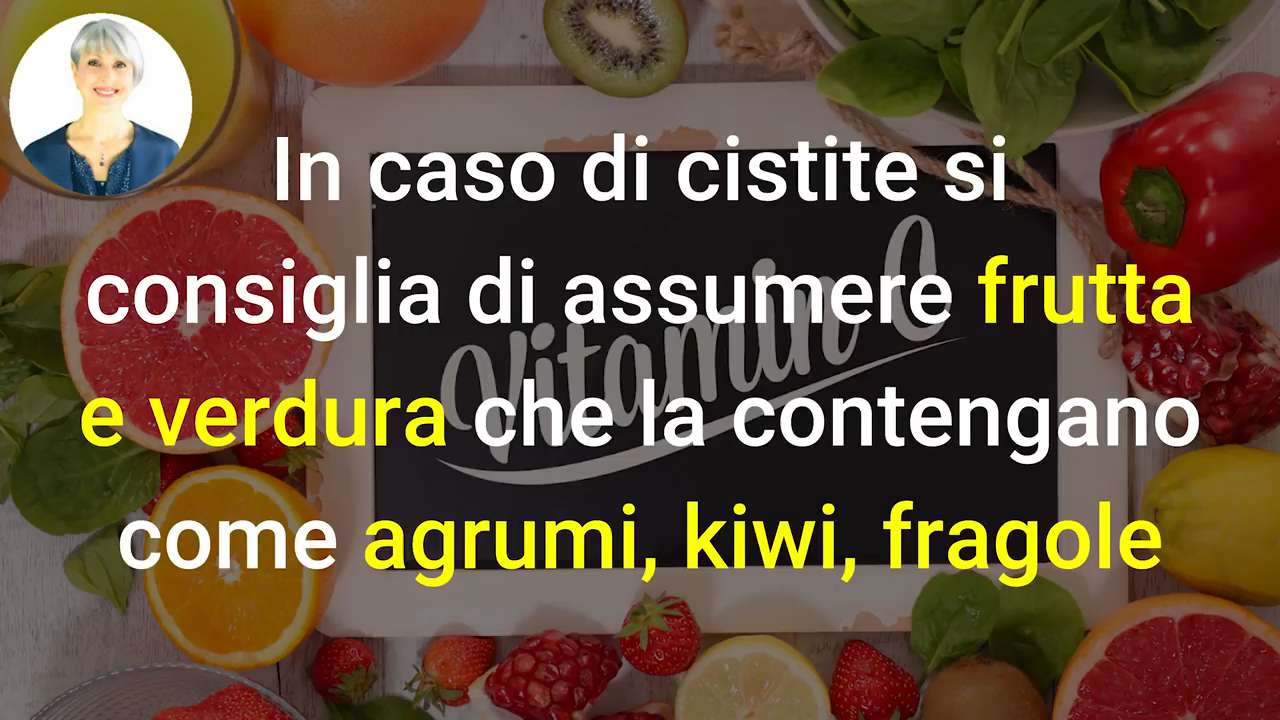 In caso di cistite si
consiglia di assumere frutta
e verdura che la contengano
come agrumi, kiwi, fragole
Vitamin C